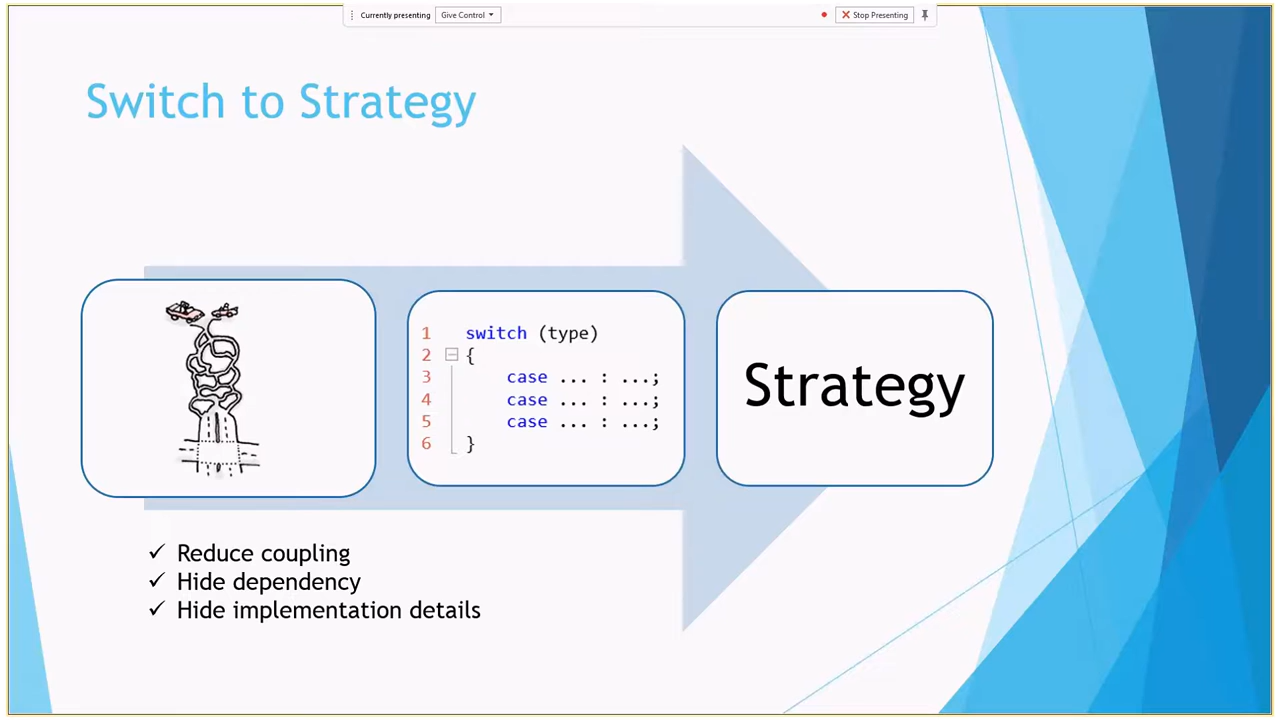 Currently presenting Give Control Stop Presenting
Switch to Strategy
1 switch (type)
2 {
3 case ... : ...;
4 case ... : ...;
5 case ... : ...;
6 }
Strategy
✓ Reduce coupling
✓ Hide dependency
✓ Hide implementation details